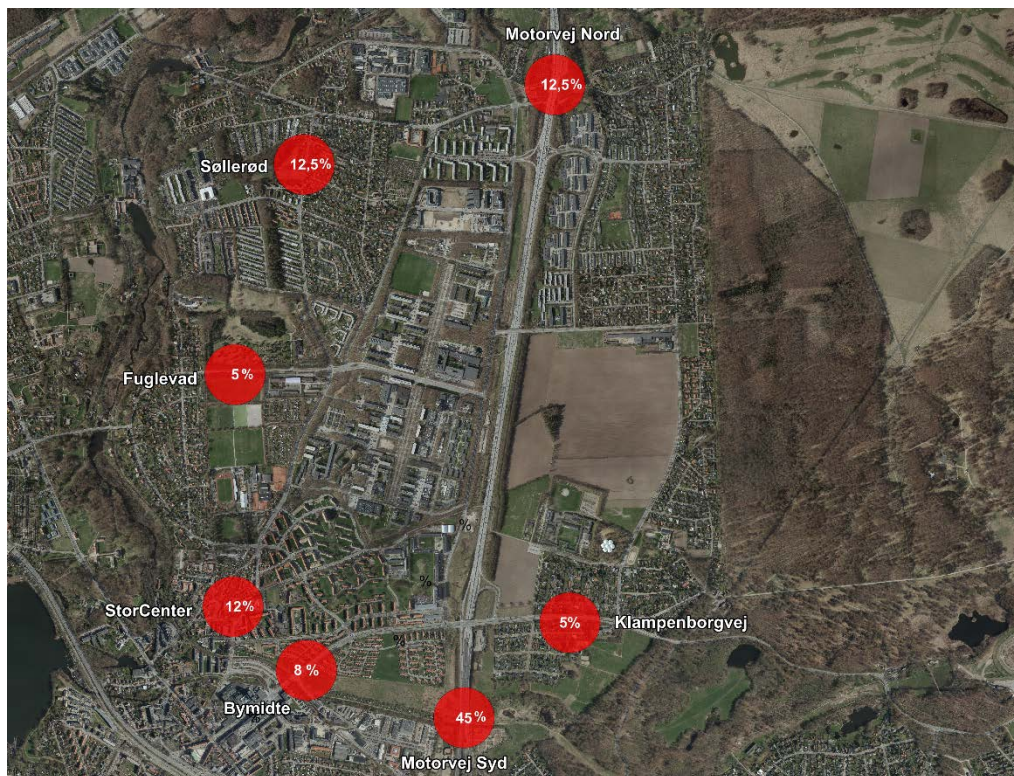 Motorvej Nord
12,5%
Søllerød
12,5%
Fuglevad
5%
StorCenter
12%
Klampenborgvej
5%
8 %
Bymidte
45%
Motorvej Syd
%
%
%
%